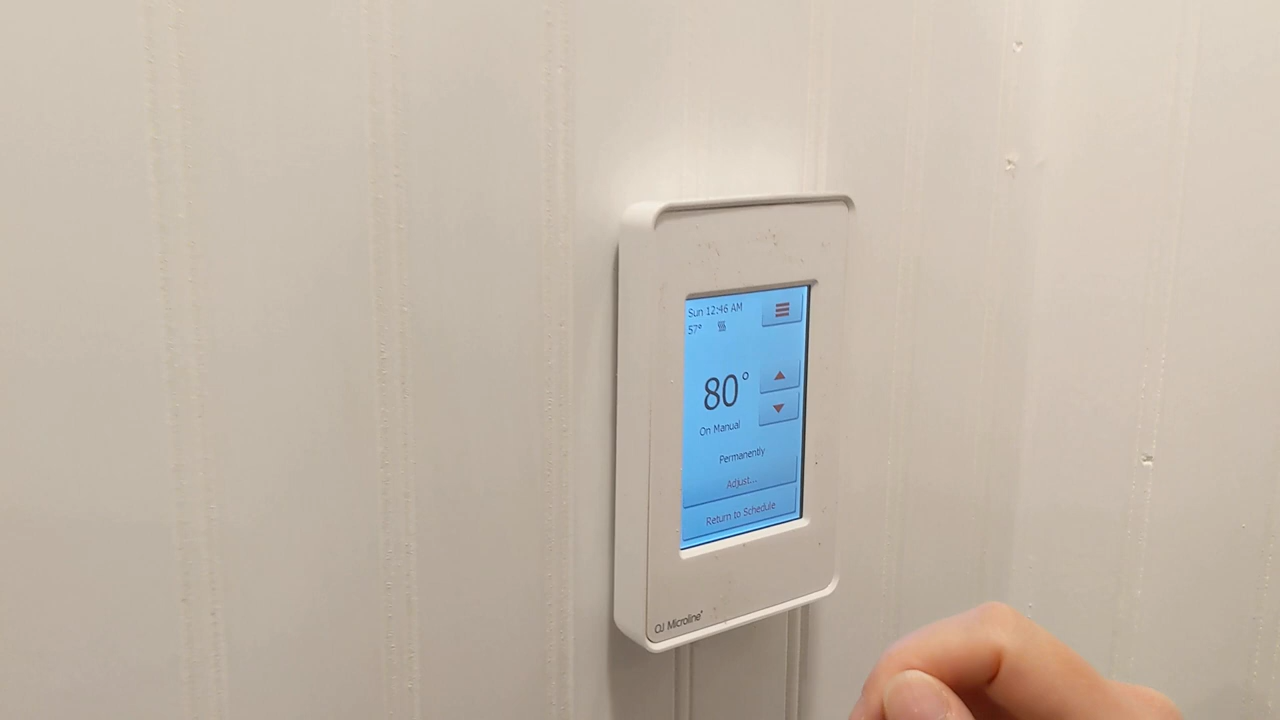 Sun 12:46 AM
57°
80°
On Manual
Permanently
Adjust...
Return to Schedule
OJ Microline®